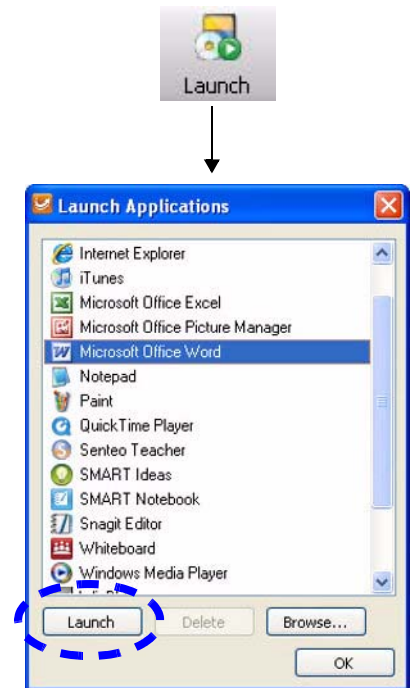 Launch
Launch Applications
Internet Explorer
iTunes
Microsoft Office Excel
Microsoft Office Picture Manager
Microsoft Office Word
Notepad
Paint
QuickTime Player
Senteo Teacher
SMART Ideas
SMART Notebook
Snagit Editor
Whiteboard
Windows Media Player
Launch Delete Browse...
OK